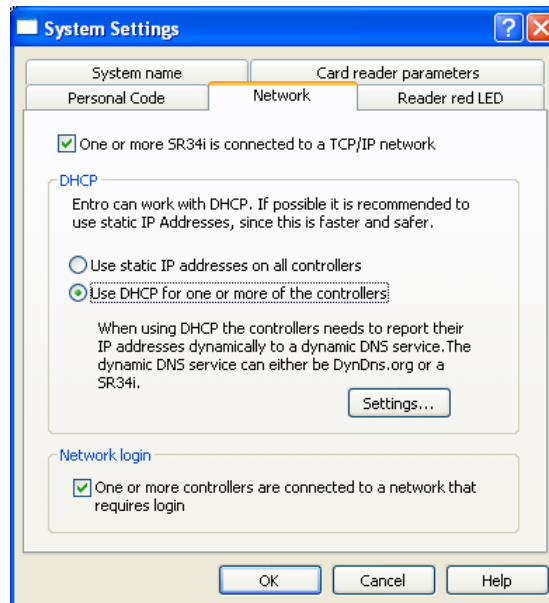 System Settings
System name
Card reader parameters
Personal Code
Network
Reader red LED
One or more SR34i is connected to a TCP/IP network
DHCP
Entro can work with DHCP. If possible it is recommended to
use static IP Addresses, since this is faster and safer.
Use static IP addresses on all controllers
Use DHCP for one or more of the controllers
When using DHCP the controllers needs to report their
IP addresses dynamically to a dynamic DNS service.The
dynamic DNS service can either be DynDns.org or a
SR34i.
Settings...
Network login
One or more controllers are connected to a network that
requires login
OK
Cancel
Help